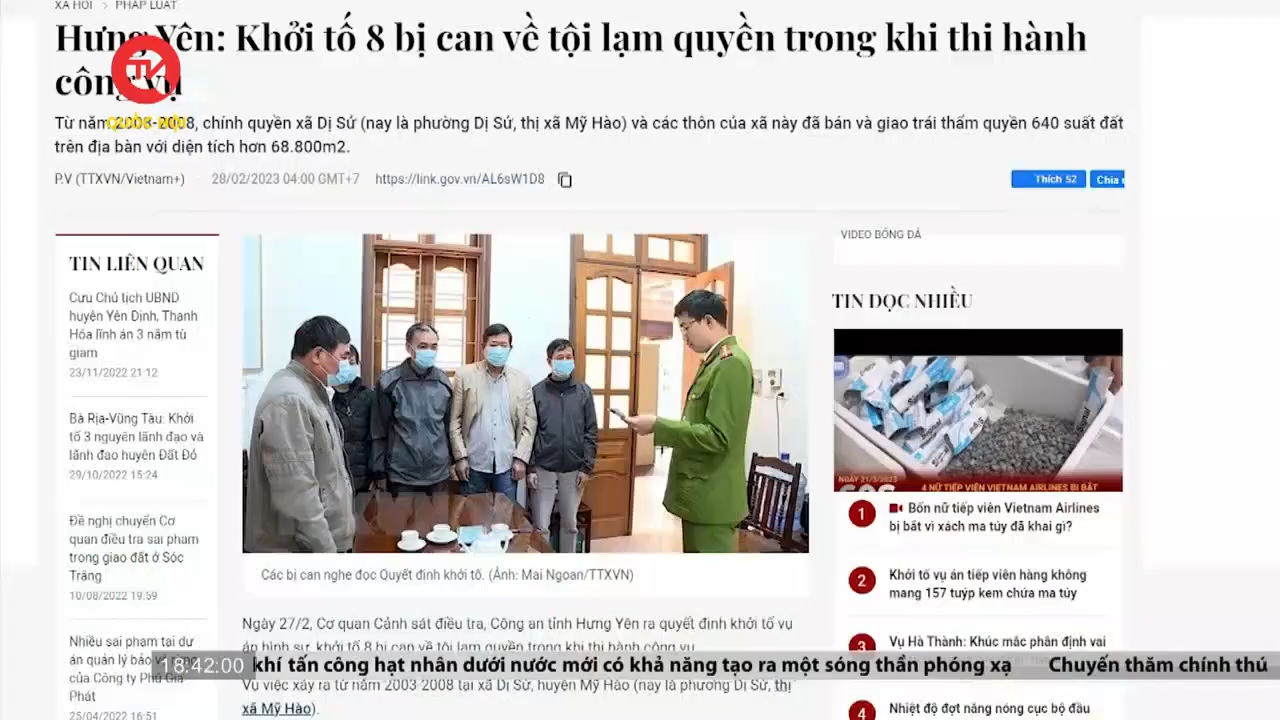 XÃ HỘI > PHÁP LUẬT
Hưng Yên: Khởi tố 8 bị can về tội lạm quyền trong khi thi hành
công vụ
Từ năm 2003-2008, chính quyền xã Dị Sử (nay là phường Dị Sử, thị xã Mỹ Hào) và các thôn của xã này đã bán và giao trái thẩm quyền 640 suất đất
trên địa bàn với diện tích hơn 68.800m2.
P.V (TTXVN/Vietnam+) - 28/02/2023 04:00 GMT+7 https://link.gov.vn/AL6sW1D8
Thích 52
Chia
TV
QUỐC HỘI
TIN LIÊN QUAN
Cựu Chủ tịch UBND
huyện Yên Định, Thanh
Hóa lĩnh án 3 năm tù
giam
23/11/2022 21:12
Bà Rịa-Vũng Tàu: Khởi
tố 3 nguyên lãnh đạo và
lãnh đạo huyện Đất Đỏ
29/10/2022 15:24
Đề nghị chuyển Cơ
quan điều tra sai phạm
trong giao đất ở Sóc
Trăng
10/08/2022 19:59
Nhiều sai phạm tại dự
án quản lý bảo vệ rừng
của Công ty Phú Gia
Phát
25/04/2022 16:51
Các bị can nghe đọc Quyết định khởi tố. (Ảnh: Mai Ngoan/TTXVN)
Ngày 27/2, Cơ quan Cảnh sát điều tra, Công an tỉnh Hưng Yên ra quyết định khởi tố vụ
án hình sự, khởi tố 8 bị can về tội lạm quyền trong khi thi hành công vụ.
Vụ việc xảy ra từ năm 2003-2008 tại xã Dị Sử, huyện Mỹ Hào (nay là phường Dị Sử, thị
xã Mỹ Hào).
VIDEO BÓNG ĐÁ
TIN ĐỌC NHIỀU
NGÀY 21/3/2023
4 NỮ TIẾP VIÊN VIETNAM AIRLINES BỊ BẮT
1 Bốn nữ tiếp viên Vietnam Airlines
bị bắt vì xách ma túy đã khai gì?
2 Khởi tố vụ án tiếp viên hàng không
mang 157 tuýp kem chứa ma túy
3 Vụ Hà Thành: Khúc mắc phân định vai
4 Nhiệt độ đợt nắng nóng cục bộ đầu
18:42:00 khí tấn công hạt nhân dưới nước mới có khả năng tạo ra một sóng thần phóng xạ Chuyến thăm chính thú